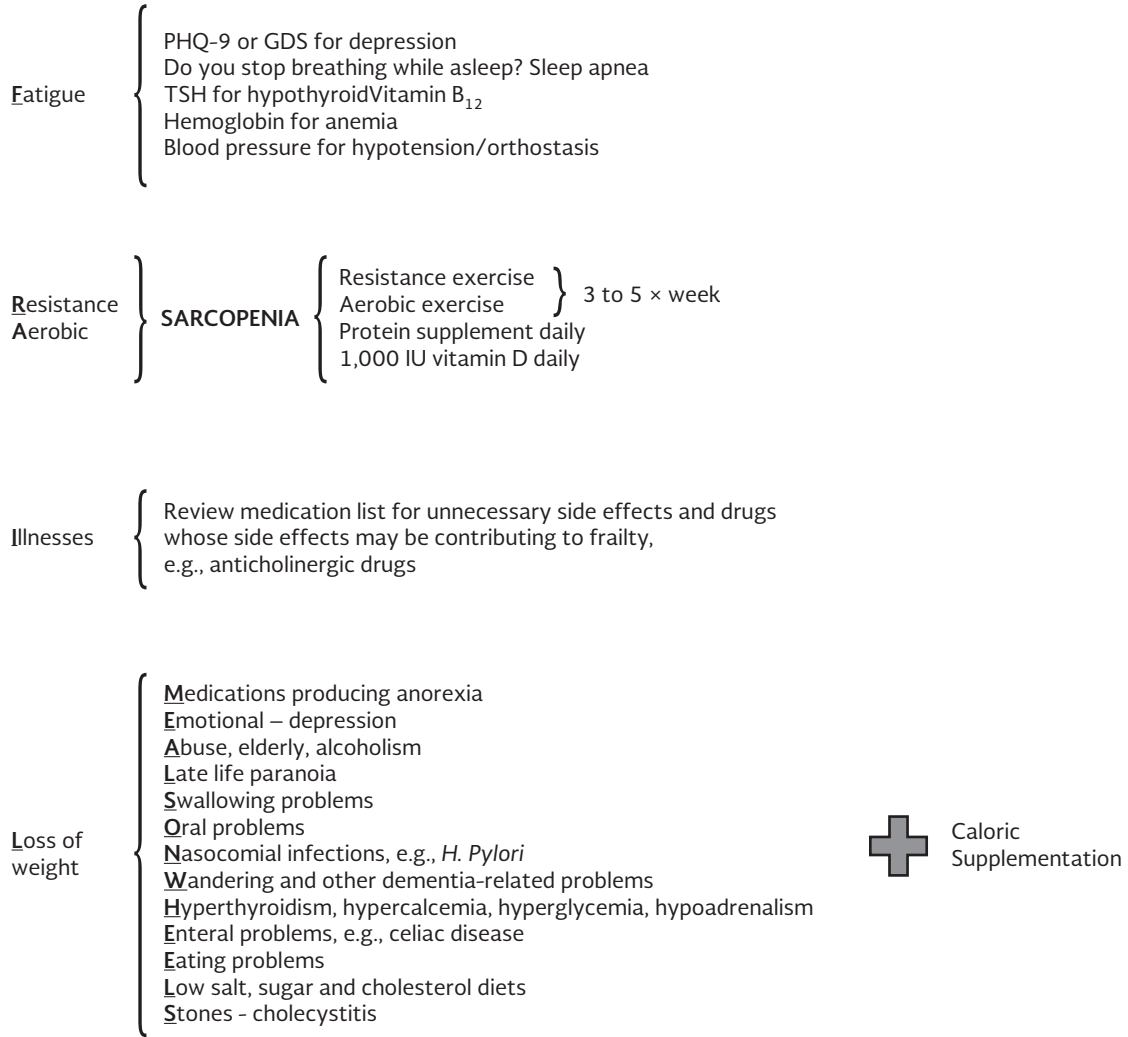 Fatigue
PHQ-9 or GDS for depression
Do you stop breathing while asleep? Sleep apnea
TSH for hypothyroidVitamin B12
Hemoglobin for anemia
Blood pressure for hypotension/orthostasis
Resistance
Aerobic
SARCOPENIA
Resistance exercise
Aerobic exercise
3 to 5 × week
Protein supplement daily
1,000 IU vitamin D daily
Illnesses
Review medication list for unnecessary side effects and drugs
whose side effects may be contributing to frailty,
e.g., anticholinergic drugs
Loss of
weight
Medications producing anorexia
Emotional – depression
Abuse, elderly, alcoholism
Late life paranoia
Swallowing problems
Oral problems
Nasocomial infections, e.g., H. Pylori
Wandering and other dementia-related problems
Hyperthyroidism, hypercalcemia, hyperglycemia, hypoadrenalism
Enteral problems, e.g., celiac disease
Eating problems
Low salt, sugar and cholesterol diets
Stones - cholecystitis
Caloric
Supplementation